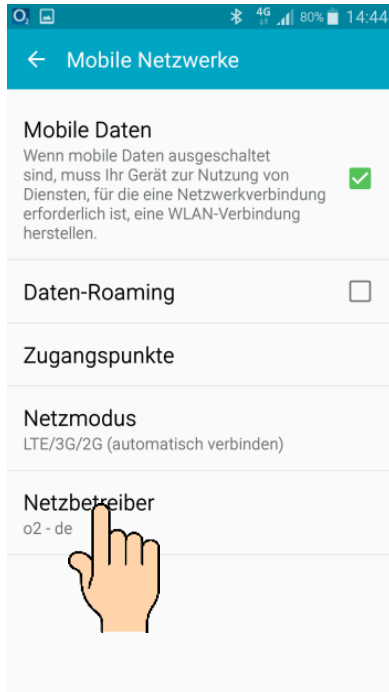 O2 4G 80% 14:44
Mobile Netzwerke
Mobile Daten
Wenn mobile Daten ausgeschaltet
sind, muss Ihr Gerät zur Nutzung von
Diensten, für die eine Netzwerkverbindung
erforderlich ist, eine WLAN-Verbindung
herstellen.
Daten-Roaming
Zugangspunkte
Netzmodus
LTE/3G/2G (automatisch verbinden)
Netzbetreiber
o2 - de